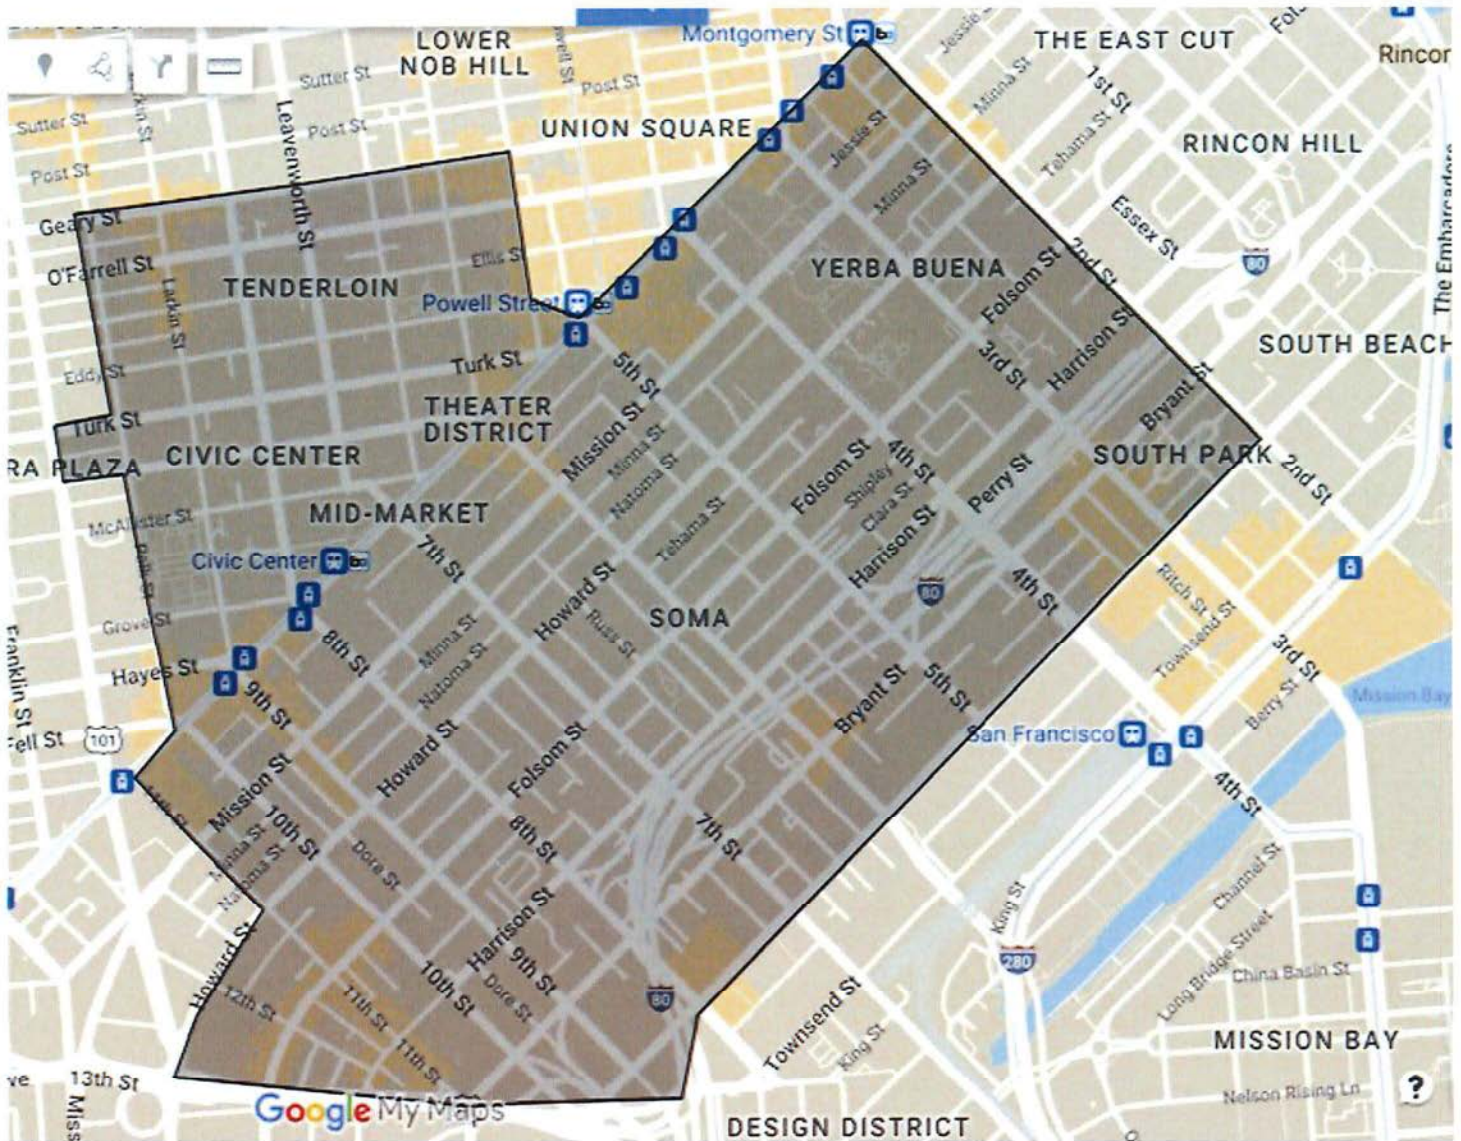 Montgomery St
LOWER
NOB HILL
THE EAST CUT
Jessie
Rincor
Sutter St
Post St
Minna St
1st St
Sutter St
Post St
UNION SQUARE
Leavenworth St
Jessie St
Tehama St
RINCON HILL
Post St
Minna St
Essex St
Geary St
O'Farrell St
Ellis St
YERBA BUENA
2nd St
80
Folsom St
TENDERLOIN
Larkin St
Powell Street
Harrison St
3rd St
SOUTH BEACH
Eddy St
Turk St
5th St
Bryant St
THEATER
DISTRICT
Mission St
Turk St
Minna St
Folsom St
4th St
SOUTH PARK
RA PLAZA
CIVIC CENTER
Natoma St
Shipley
Clara St
Perry St
2nd St
McAllister St
MID-MARKET
Tehama St
Harrison St
7th St
Civic Center
Howard St
80
4th St
Ritch St
Grove St
8th St
Minna St
Russ St
SOMA
Townsend St
3rd St
Franklin St
Hayes St
Natoma St
9th St
Bryant St
5th St
Mission Bay
Berry St
Fell St
101
San Francisco
Howard St
Folsom St
Mission St
4th St
10th St
8th St
7th St
Minna St
Natoma St
Dore St
Channel St
King St
Harrison St
Howard St
9th St
280
Long Bridge Street
10th St
Dore St
China Basin St
12th St
11th St
80
Townsend St
King St
11th St
MISSION BAY
ve
13th St
Nelson Rising Ln
?
Miss
Google My Maps
DESIGN DISTRICT